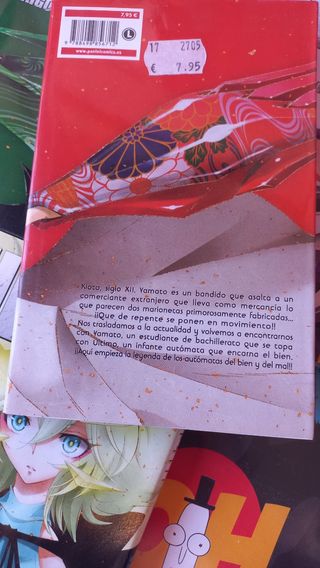 7,95 €
www.paninicomics.es
L
17 2705
€ 7.95
Kioto, siglo XII, Yamato es un bandido que asalta a un
comerciante extranjero que lleva como mercancía lo
que parecen dos marionetas primorosamente fabricadas...
¡¡Que de repente se ponen en movimiento!!
Nos trasladamos a la actualidad y volvemos a encontrarnos
con Yamato, un estudiante de bachillerato que se topa
con Ultimo, un infante autómata que encarna el bien.
¡¡Aquí empieza la leyenda de los autómatas del bien y del mal!!